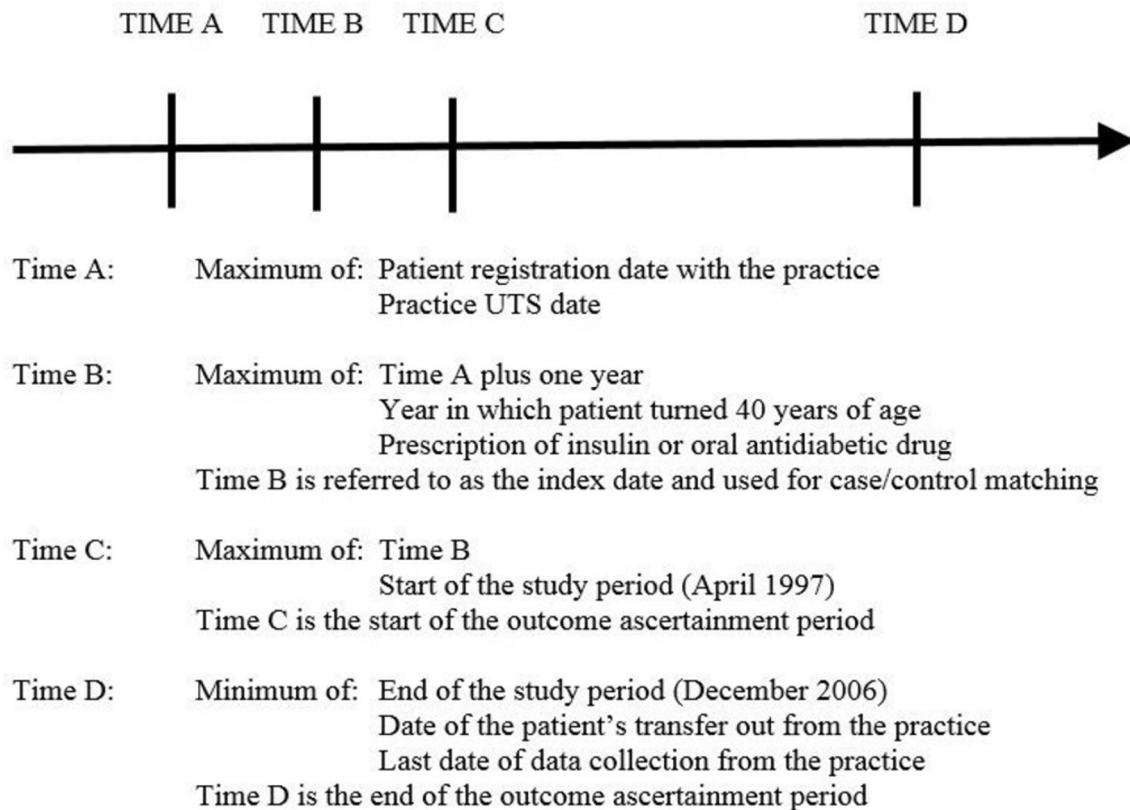 TIME A TIME B TIME C TIME D
Time A: Maximum of: Patient registration date with the practice
Practice UTS date
Time B: Maximum of: Time A plus one year
Year in which patient turned 40 years of age
Prescription of insulin or oral antidiabetic drug
Time B is referred to as the index date and used for case/control matching
Time C: Maximum of: Time B
Start of the study period (April 1997)
Time C is the start of the outcome ascertainment period
Time D: Minimum of: End of the study period (December 2006)
Date of the patient’s transfer out from the practice
Last date of data collection from the practice
Time D is the end of the outcome ascertainment period